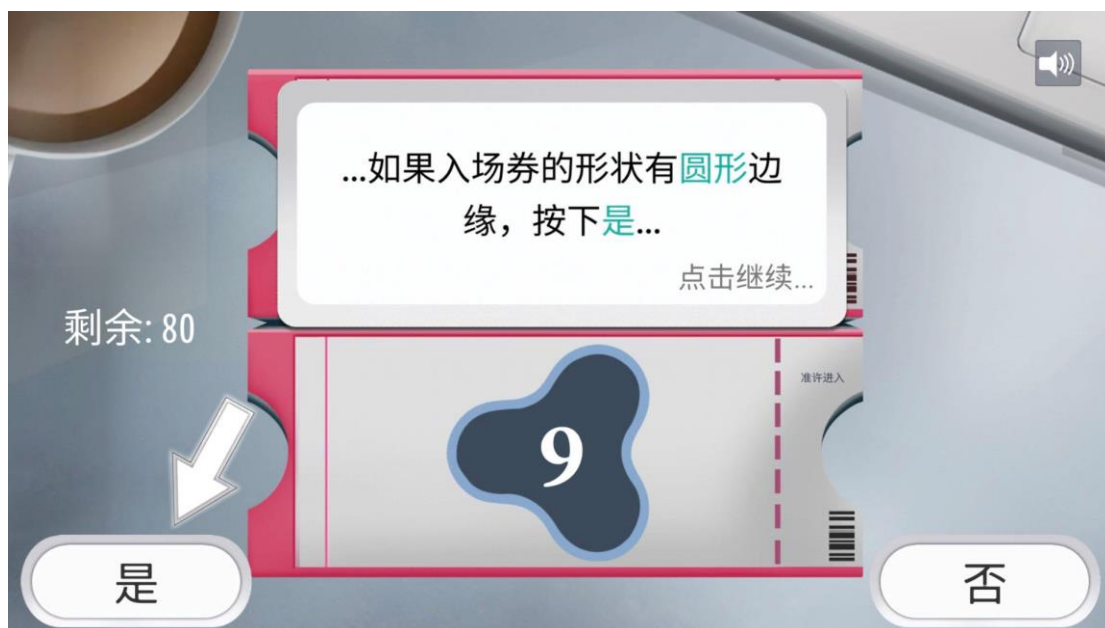 ...如果入场券的形状有圆形边
缘，按下是...
点击继续...
剩余: 80
准许进入
9
是
否